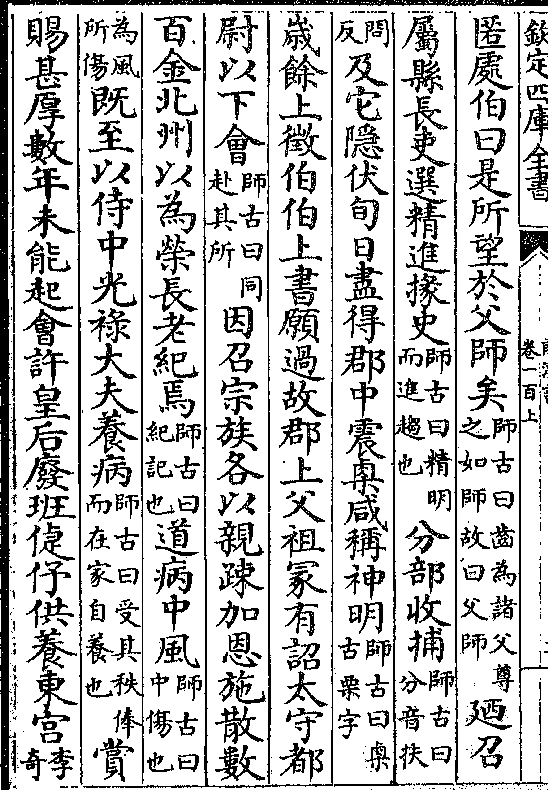 欽定四庫全書
卷一百上
匿處伯曰是所望於父師矣師古曰齒為諸父尊之如師故曰父師廼召
屬縣長吏選精進掾史師古曰精明而進趨也分部收捕師古曰分音扶
問反及它隱伏旬日盡得郡中震㮚咸稱神明師古曰㮚古栗字
歲餘上徵伯伯上書願過故郡上父祖冢有詔太守都
尉以下會師古曰同赴其所因召宗族各以親疎加恩施散數
百金北州以為榮長老紀焉師古曰紀記也道病中風師古曰中傷也
為風所傷既至以侍中光祿大夫養病師古曰受其秩俸而在家自養也賞
賜甚厚數年未能起會許皇后廢班倢伃供養東宫李奇